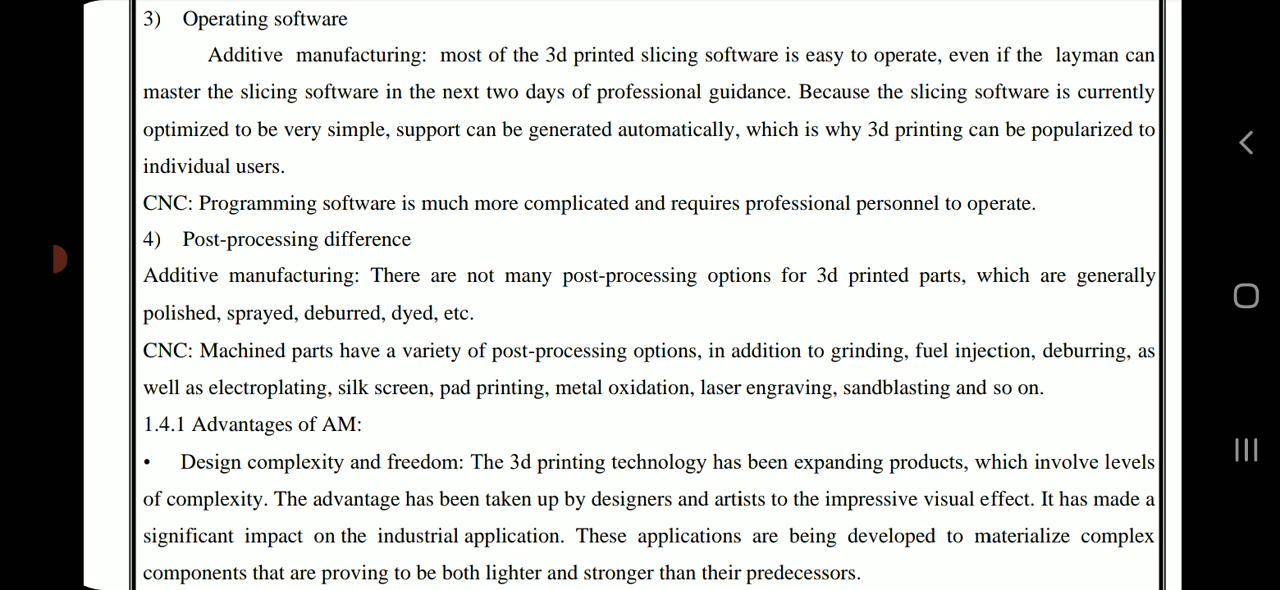 3) Operating software
Additive manufacturing: most of the 3d printed slicing software is easy to operate, even if the layman can
master the slicing software in the next two days of professional guidance. Because the slicing software is currently
optimized to be very simple, support can be generated automatically, which is why 3d printing can be popularized to
individual users.
CNC: Programming software is much more complicated and requires professional personnel to operate.
4) Post-processing difference
Additive manufacturing: There are not many post-processing options for 3d printed parts, which are generally
polished, sprayed, deburred, dyed, etc.
CNC: Machined parts have a variety of post-processing options, in addition to grinding, fuel injection, deburring, as
well as electroplating, silk screen, pad printing, metal oxidation, laser engraving, sandblasting and so on.
1.4.1 Advantages of AM:
• Design complexity and freedom: The 3d printing technology has been expanding products, which involve levels
of complexity. The advantage has been taken up by designers and artists to the impressive visual effect. It has made a
significant impact on the industrial application. These applications are being developed to materialize complex
components that are proving to be both lighter and stronger than their predecessors.